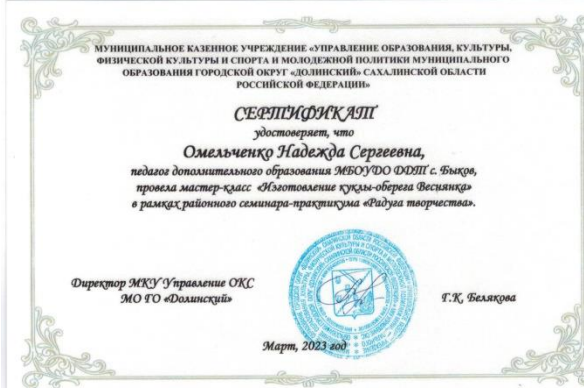 МУНИЦИПАЛЬНОЕ КАЗЕННОЕ УЧРЕЖДЕНИЕ «УПРАВЛЕНИЕ ОБРАЗОВАНИЯ, КУЛЬТУРЫ,
ФИЗИЧЕСКОЙ КУЛЬТУРЫ И СПОРТА И МОЛОДЕЖНОЙ ПОЛИТИКИ МУНИЦИПАЛЬНОГО
ОБРАЗОВАНИЯ ГОРОДСКОЙ ОКРУГ «ДОЛИНСКИЙ» САХАЛИНСКОЙ ОБЛАСТИ
РОССИЙСКОЙ ФЕДЕРАЦИИ»
СЕРТИФИКАТ
удостоверяет, что
Омельченко Надежда Сергеевна,
педагог дополнительного образования МБОУДО ДДТ с. Быков,
провела мастер-класс «Изготовление куклы-оберега Веснянка»
в рамках районного семинара-практикума «Радуга творчества».
Директор МКУ Управление ОКС
МО ГО «Долинский»
Т.К. Белякова
Март, 2023 год